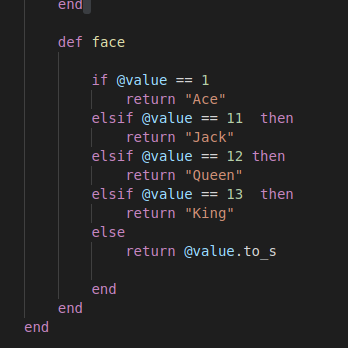 end
def face
if @value == 1
return "Ace"
elsif @value == 11  then
return "Jack"
elsif @value == 12 then
return "Queen"
elsif @value == 13  then
return "King"
else
return @value.to_s
end
end
end